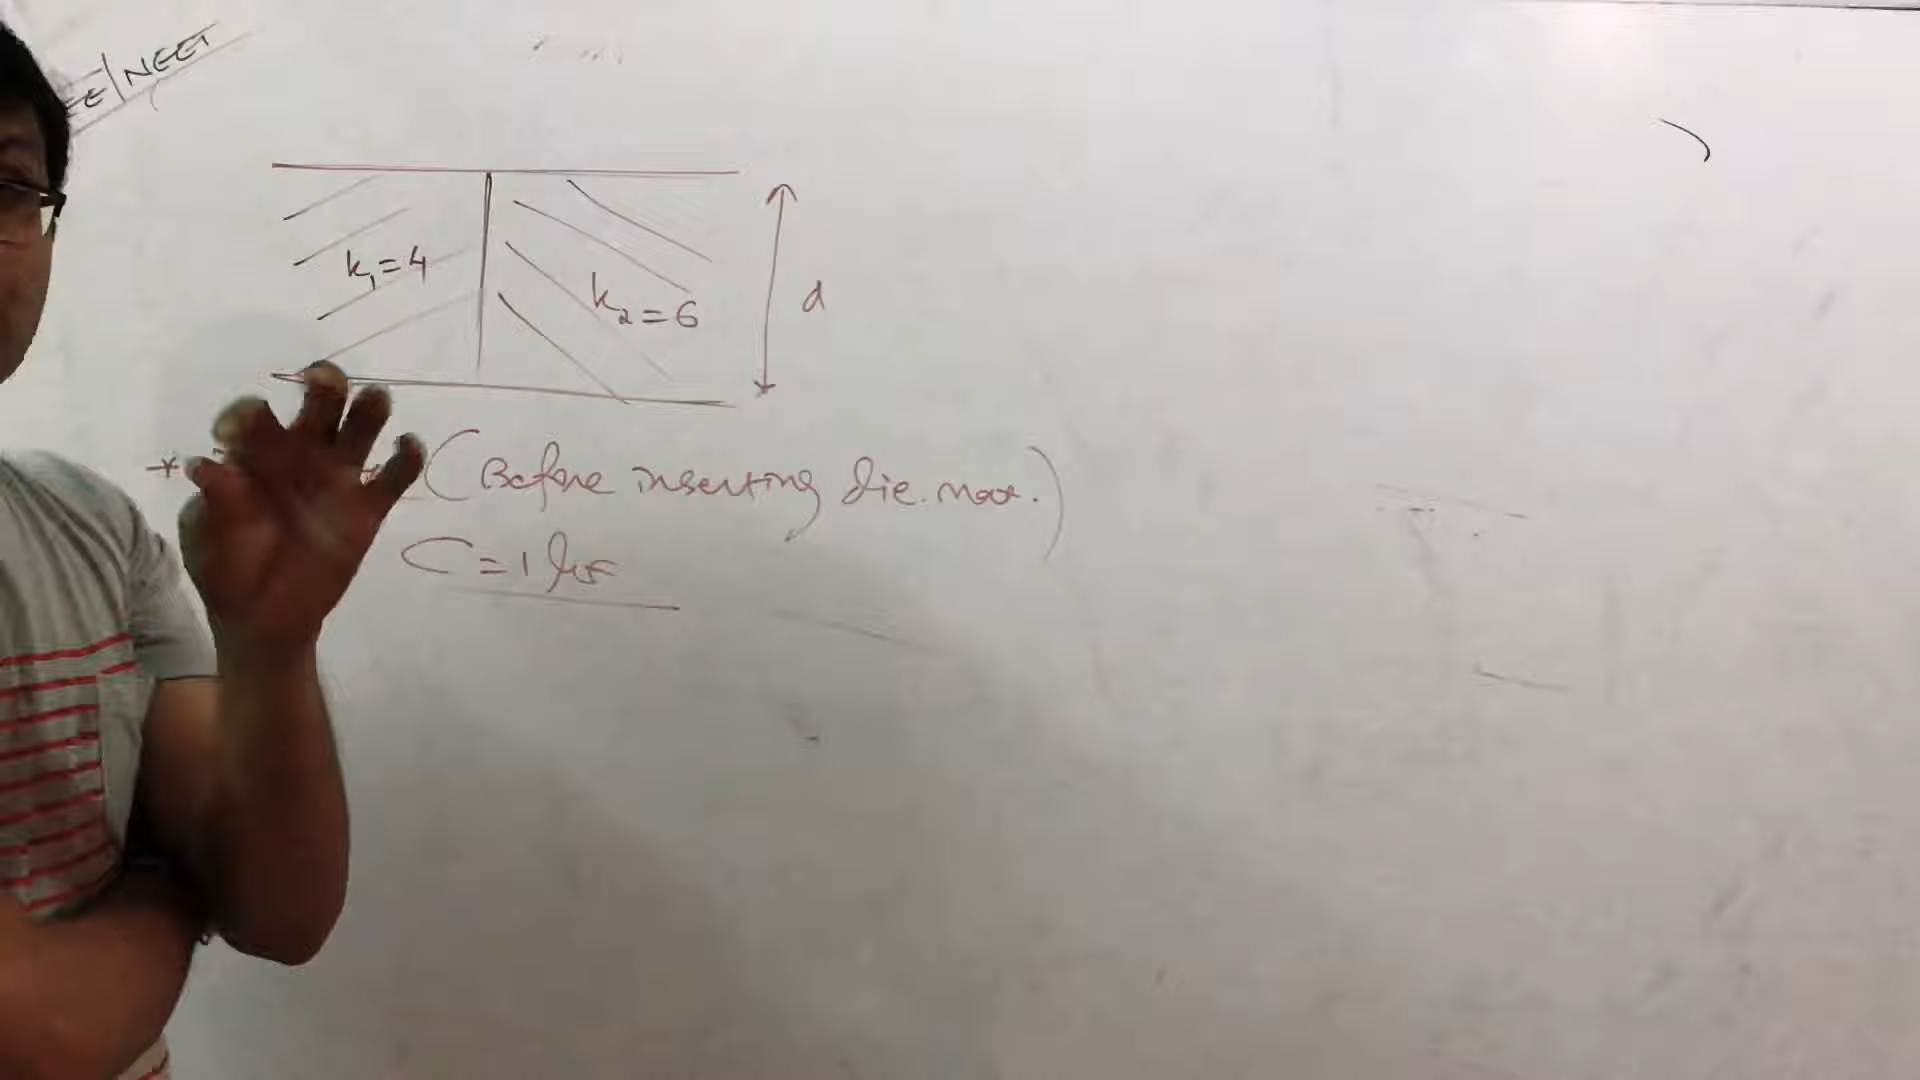 EE/NEET
k₁=4
k₂=6
d
(Before inserting die. mat.)
C=1μF